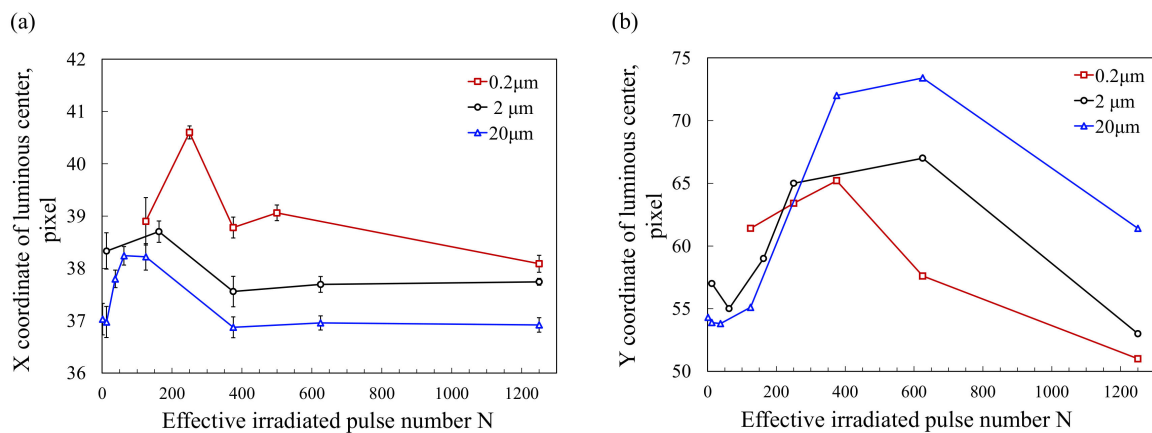 (a)
X coordinate of luminous center,
pixel
42
41
40
39
38
37
36
0.2μm
2 μm
20μm
0 200 400 600 800 1000 1200
Effective irradiated pulse number N
(b)
Y coordinate of luminous center,
pixel
75
70
65
60
55
50
0.2μm
2 μm
20μm
0 200 400 600 800 1000 1200
Effective irradiated pulse number N